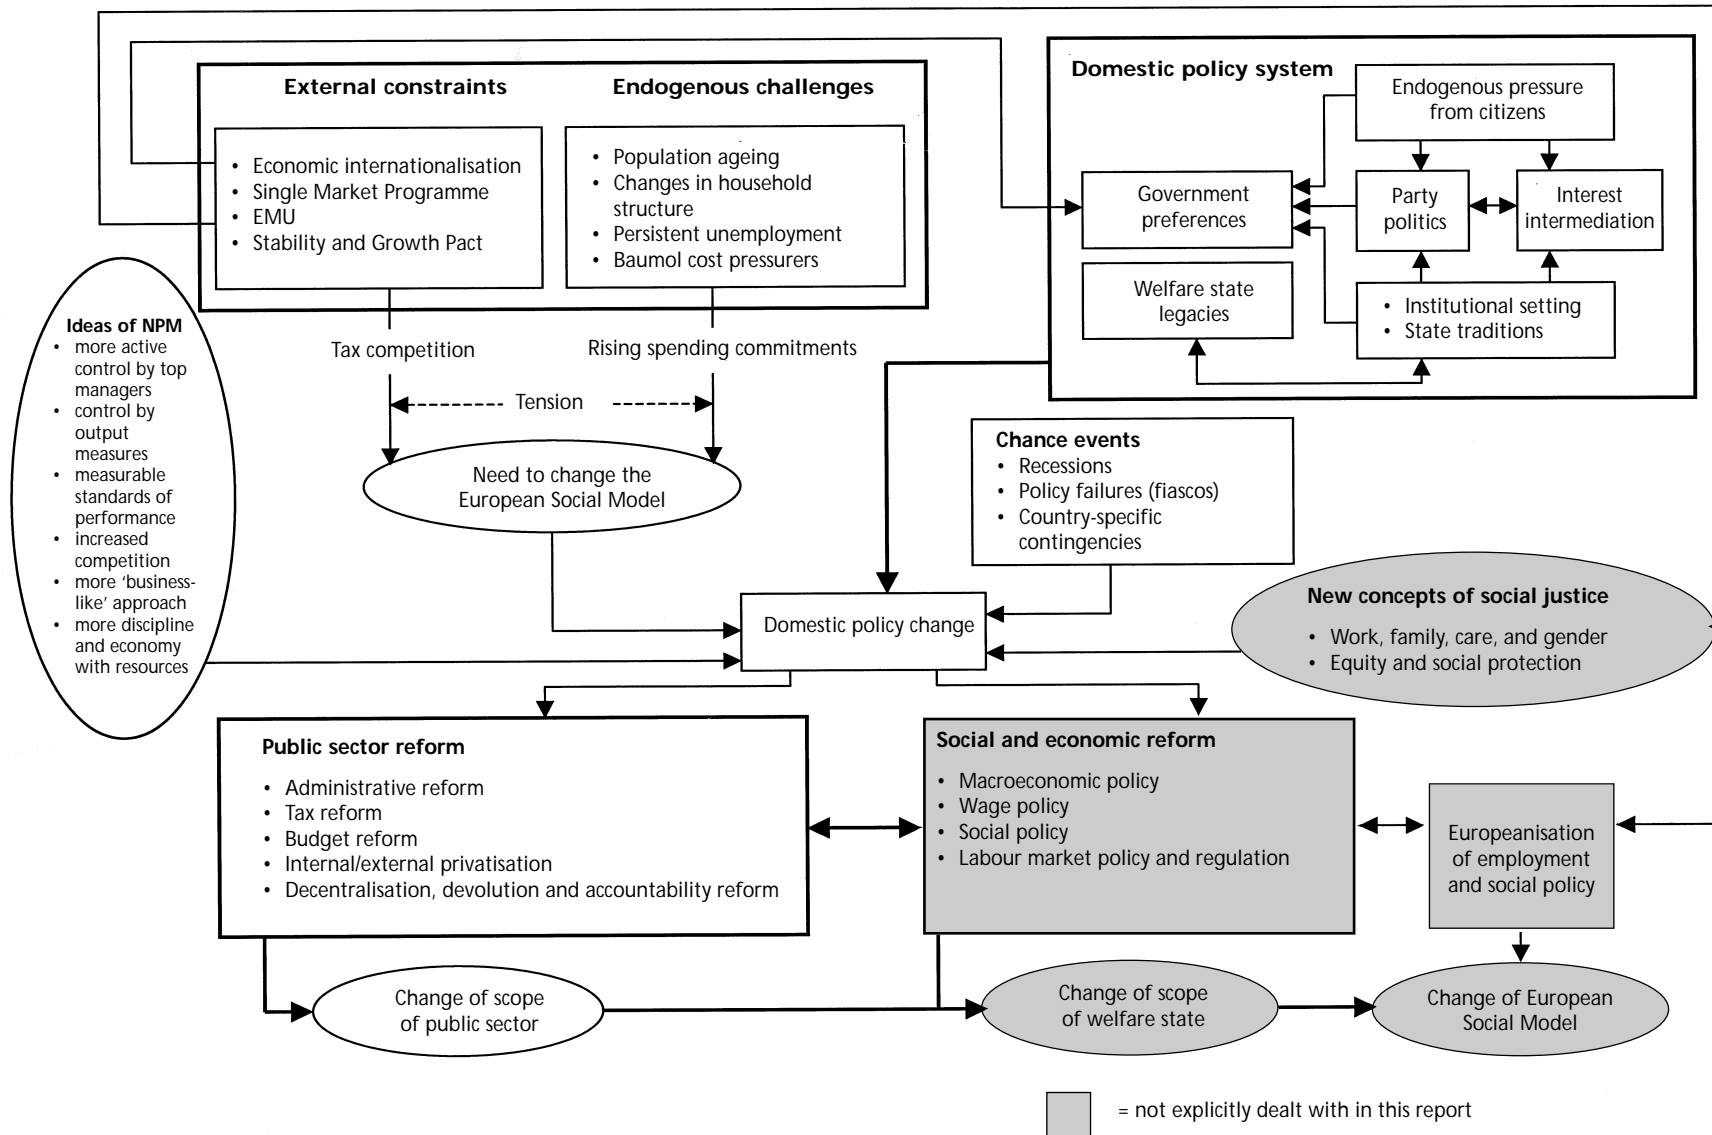 External constraints
• Economic internationalisation
• Single Market Programme
• EMU
• Stability and Growth Pact
Endogenous challenges
• Population ageing
• Changes in household
structure
• Persistent unemployment
• Baumol cost pressurers
Domestic policy system
Endogenous pressure
from citizens
Government
preferences
Party
politics
Interest
intermediation
Welfare state
legacies
• Institutional setting
• State traditions
Ideas of NPM
• more active
control by top
managers
• control by
output
measures
• measurable
standards of
performance
• increased
competition
• more ‘business-
like’ approach
• more discipline
and economy
with resources
Tax competition
Rising spending commitments
Tension
Need to change the
European Social Model
Chance events
• Recessions
• Policy failures (fiascos)
• Country-specific
contingencies
Domestic policy change
New concepts of social justice
• Work, family, care, and gender
• Equity and social protection
Public sector reform
• Administrative reform
• Tax reform
• Budget reform
• Internal/external privatisation
• Decentralisation, devolution and accountability reform
Social and economic reform
• Macroeconomic policy
• Wage policy
• Social policy
• Labour market policy and regulation
Europeanisation
of employment
and social policy
Change of scope
of public sector
Change of scope
of welfare state
Change of European
Social Model
= not explicitly dealt with in this report